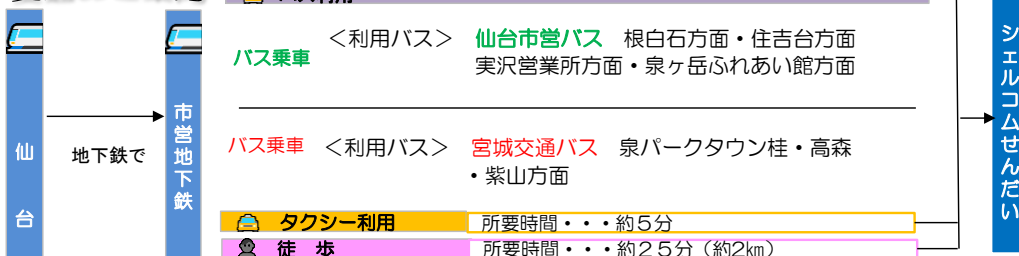 仙台
地下鉄で
市営地下鉄
バス乗車 ＜利用バス＞ 仙台市営バス 根白石方面・住吉台方面
実沢営業所方面・泉ヶ岳ふれあい館方面
バス乗車 ＜利用バス＞ 宮城交通バス 泉パークタウン桂・高森
・紫山方面
タクシー利用 所要時間・・・約５分
徒 歩 所要時間・・・約２５分（約2㎞）
シェルコムせんだい